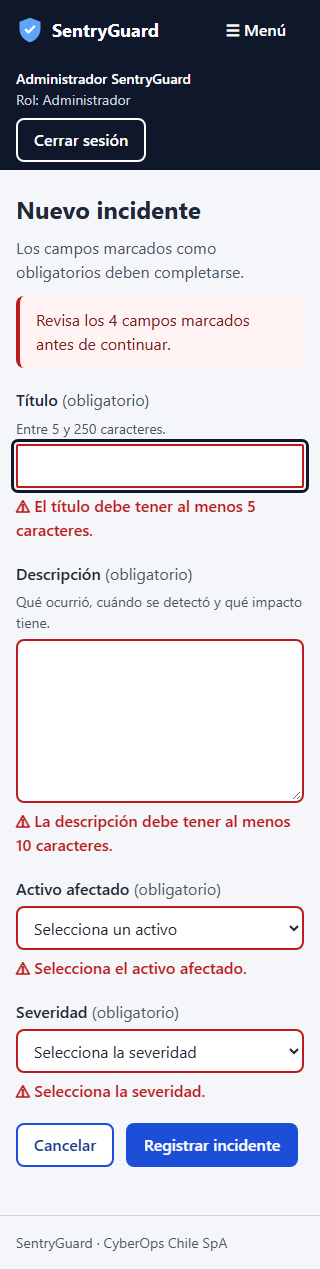 SentryGuard
☰ Menú
Administrador SentryGuard
Rol: Administrador
Cerrar sesión
Nuevo incidente
Los campos marcados como
obligatorios deben completarse.
Revisa los 4 campos marcados
antes de continuar.
Título (obligatorio)
Entre 5 y 250 caracteres.
⚠ El título debe tener al menos 5
caracteres.
Descripción (obligatorio)
Qué ocurrió, cuándo se detectó y qué impacto
tiene.
⚠ La descripción debe tener al menos
10 caracteres.
Activo afectado (obligatorio)
Selecciona un activo
⚠ Selecciona el activo afectado.
Severidad (obligatorio)
Selecciona la severidad
⚠ Selecciona la severidad.
Cancelar
Registrar incidente
SentryGuard · CyberOps Chile SpA